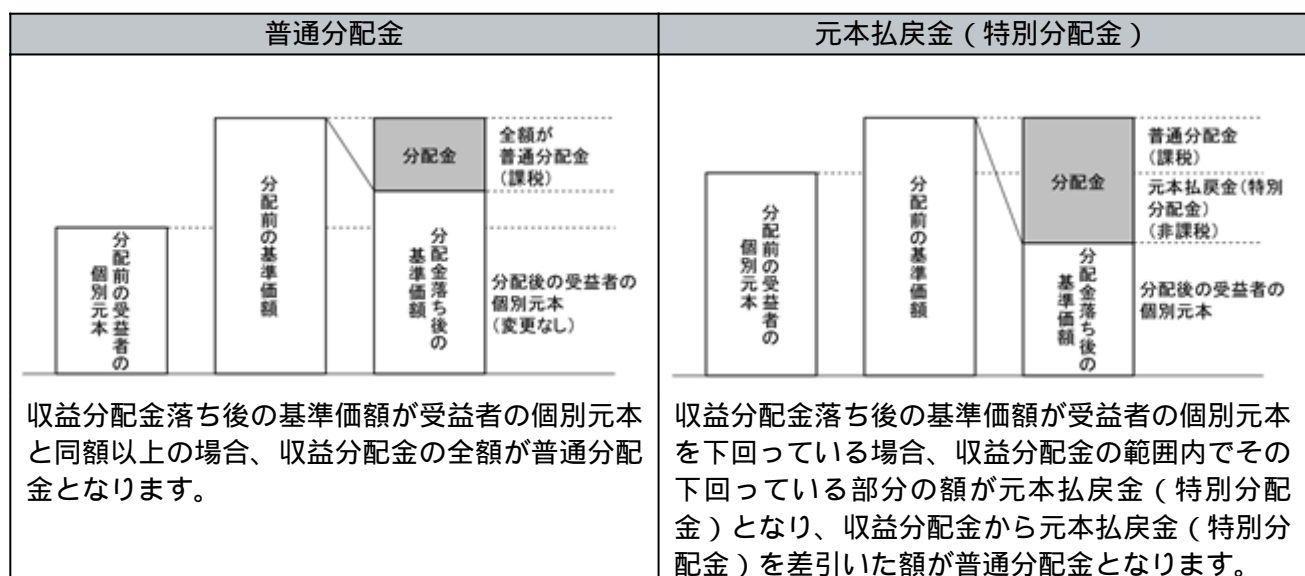 普通分配金
分配前の受益者の
個別元本
分配前の基準価額
分配金
分配金落ち後の
基準価額
全額が
普通分配金
(課税)
分配後の受益者の
個別元本
(変更なし)
収益分配金落ち後の基準価額が受益者の個別元本
と同額以上の場合、収益分配金の全額が普通分配
金となります。
元本払戻金(特別分配金)
分配前の受益者の
個別元本
分配前の基準価額
分配金
分配金落ち後の
基準価額
普通分配金
(課税)
元本払戻金(特別
分配金)
(非課税)
分配後の受益者の
個別元本
収益分配金落ち後の基準価額が受益者の個別元本
を下回っている場合、収益分配金の範囲内でその
下回っている部分の額が元本払戻金(特別分配
金)となり、収益分配金から元本払戻金(特別分
配金)を差引いた額が普通分配金となります。